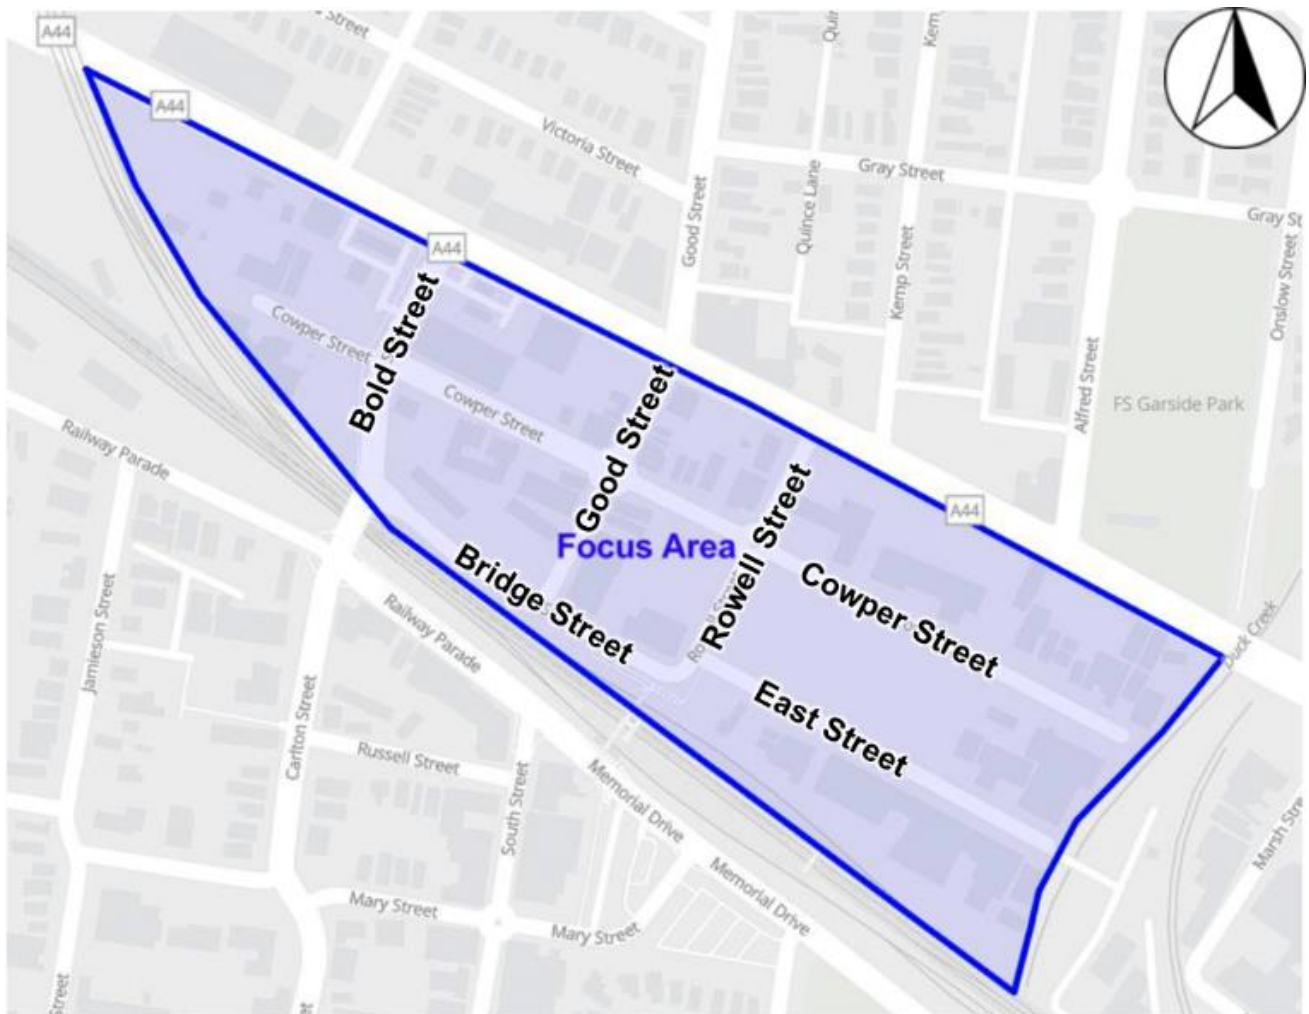 A44
Street
A44
Victoria Street
Gray Street
Quince Lane
Good Street
Gray St
Kemp Street
Onslow Street
A44
Bold Street
Cowper Street
Cowper Street
Alfred Street
FS Garside Park
Good Street
Railway Parade
A44
Rowell Street
Focus Area
Bridge Street
Cowper Street
Railway Parade
Jamieson Street
Duck Creek
East Street
Carlton Street
Russell Street
South Street
Memorial Drive
Memorial Drive
Marsh Stre
Mary Street
Mary Street
Street